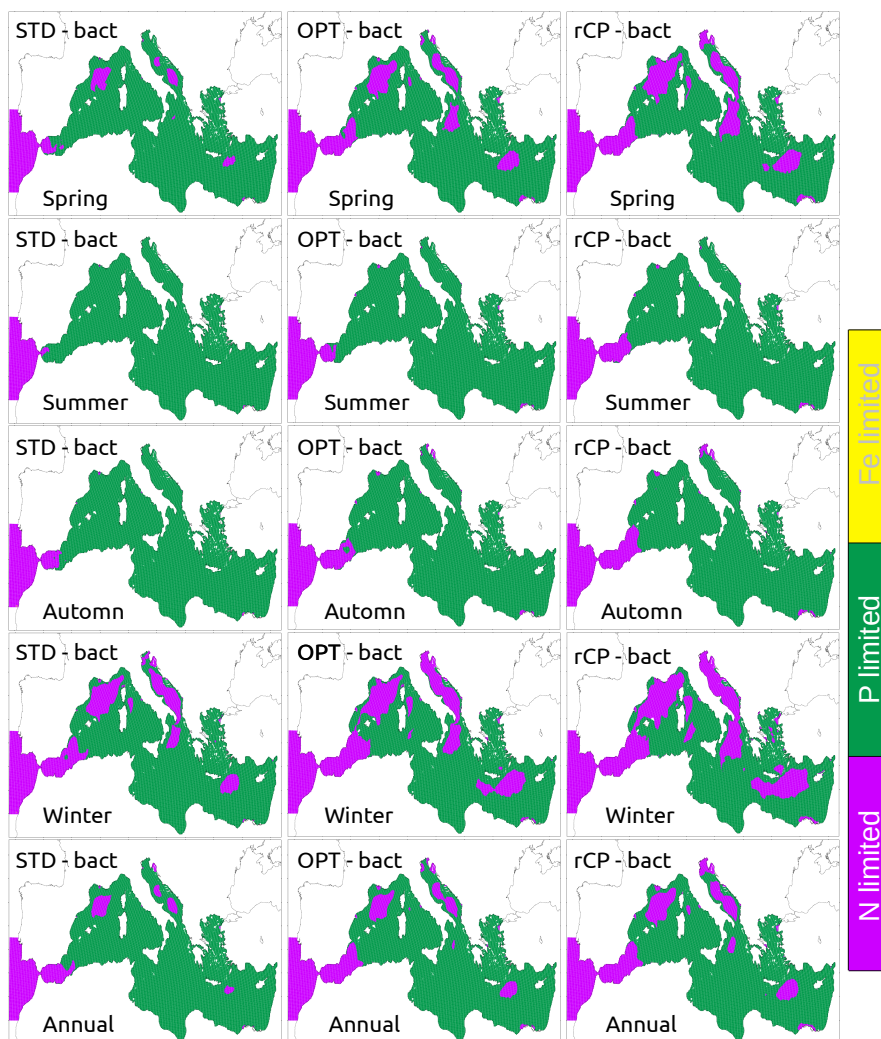 STD - bact
OPT - bact
rCP - bact
Spring
Spring
Spring
STD - bact
OPT - bact
rCP - bact
Summer
Summer
Summer
STD - bact
OPT - bact
rCP - bact
Automn
Automn
Automn
STD - bact
OPT - bact
rCP - bact
Winter
Winter
Winter
STD - bact
OPT - bact
rCP - bact
Annual
Annual
Annual
Fe limited
P limited
N limited